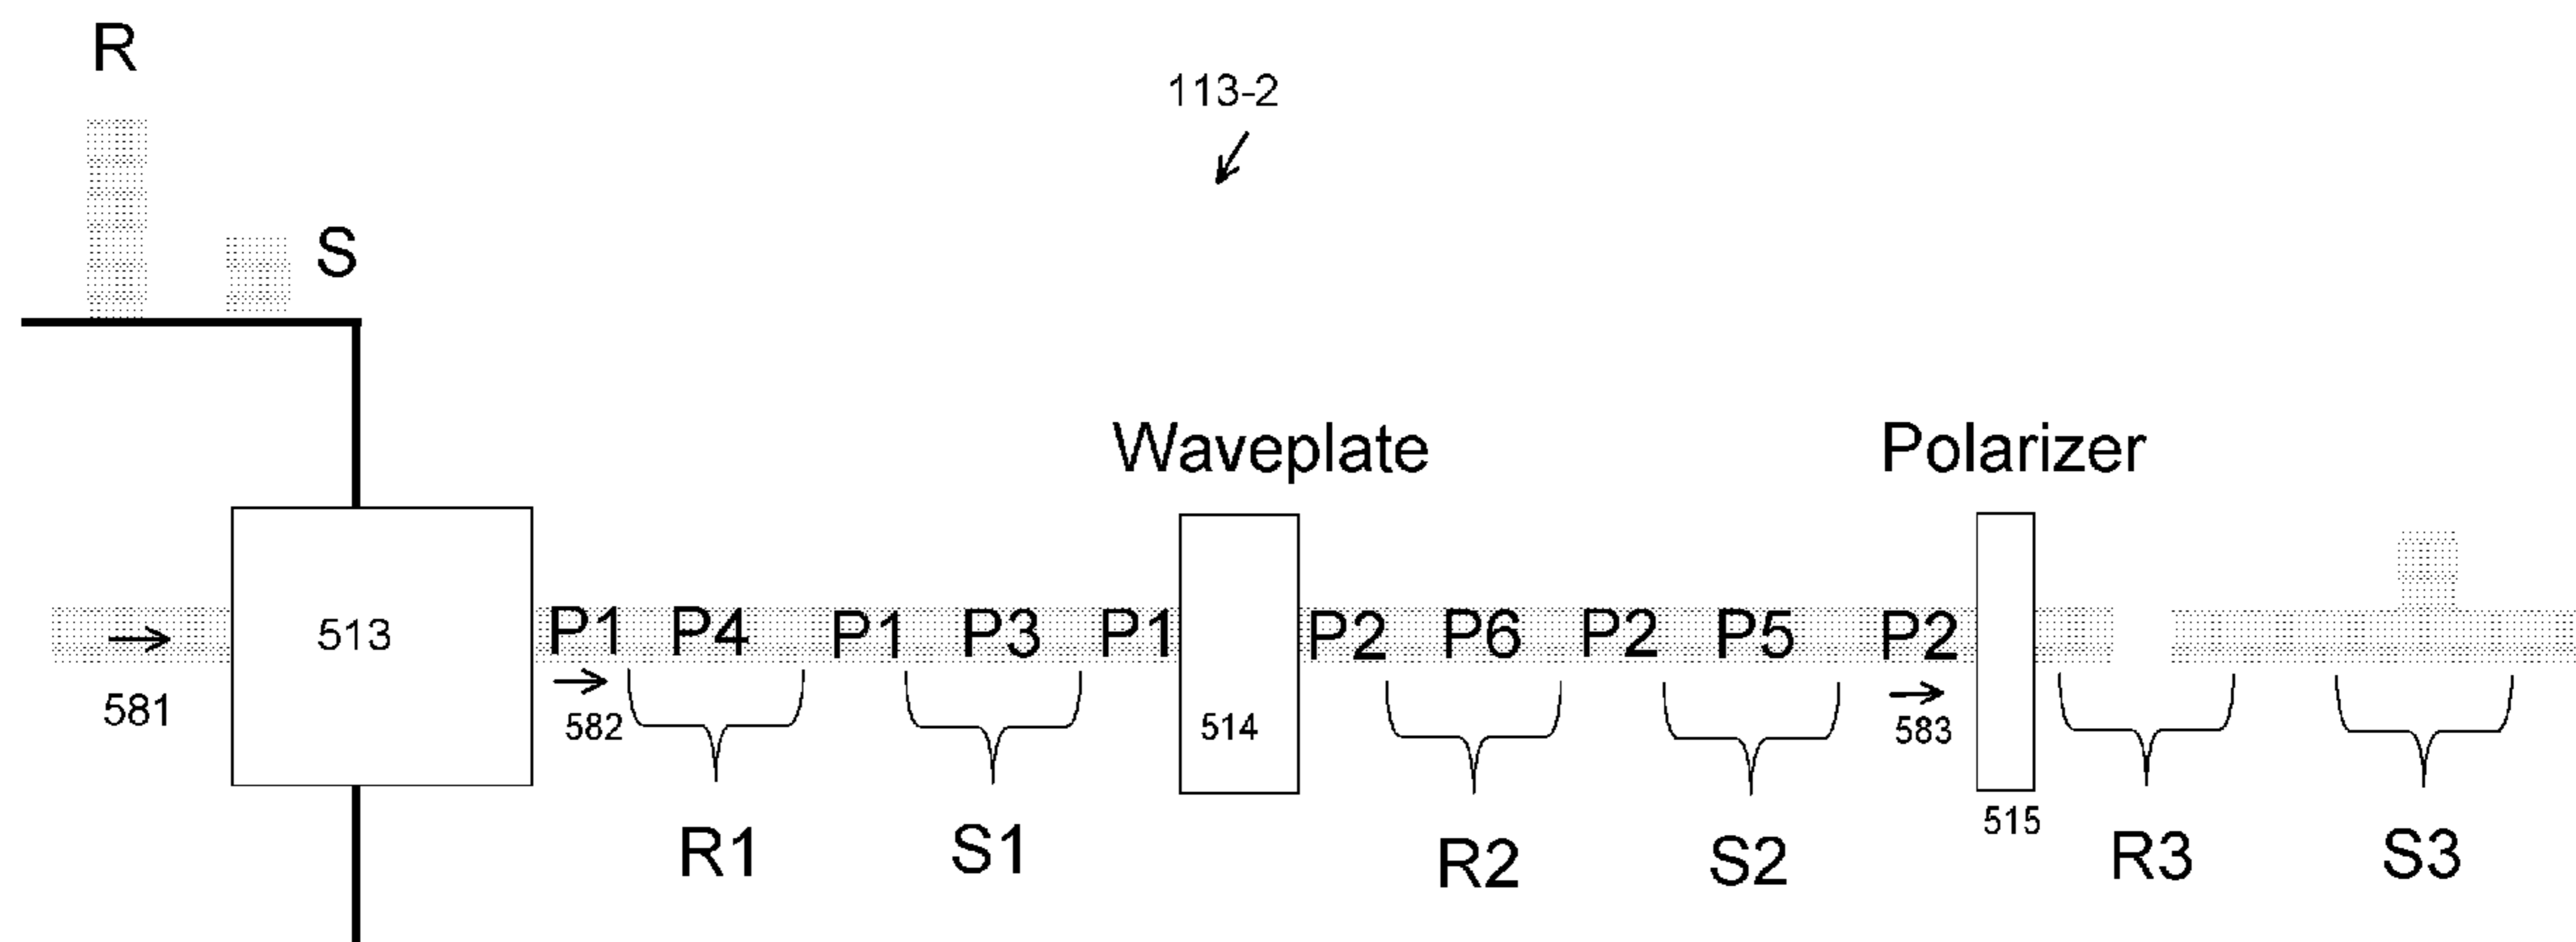 R
113-2
S
Waveplate Polarizer
513 P1 P4 P1 P3 P1 P2 P6 P2 P5 P2
581 582 514 583
R1 S1 R2 S2 515 R3 S3